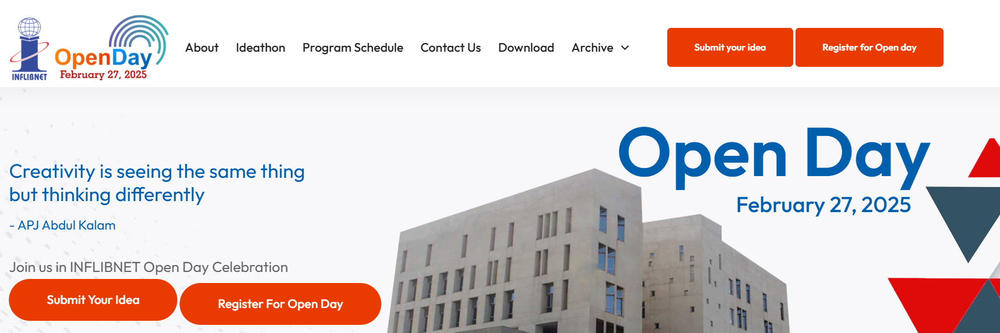 INFLIBNET
OpenDay
February 27, 2025
About
Ideathon
Program Schedule
Contact Us
Download
Archive
Submit your idea
Register for Open day
Open Day
February 27, 2025
Creativity is seeing the same thing
but thinking differently
- APJ Abdul Kalam
Join us in INFLIBNET Open Day Celebration
Submit Your Idea
Register For Open Day